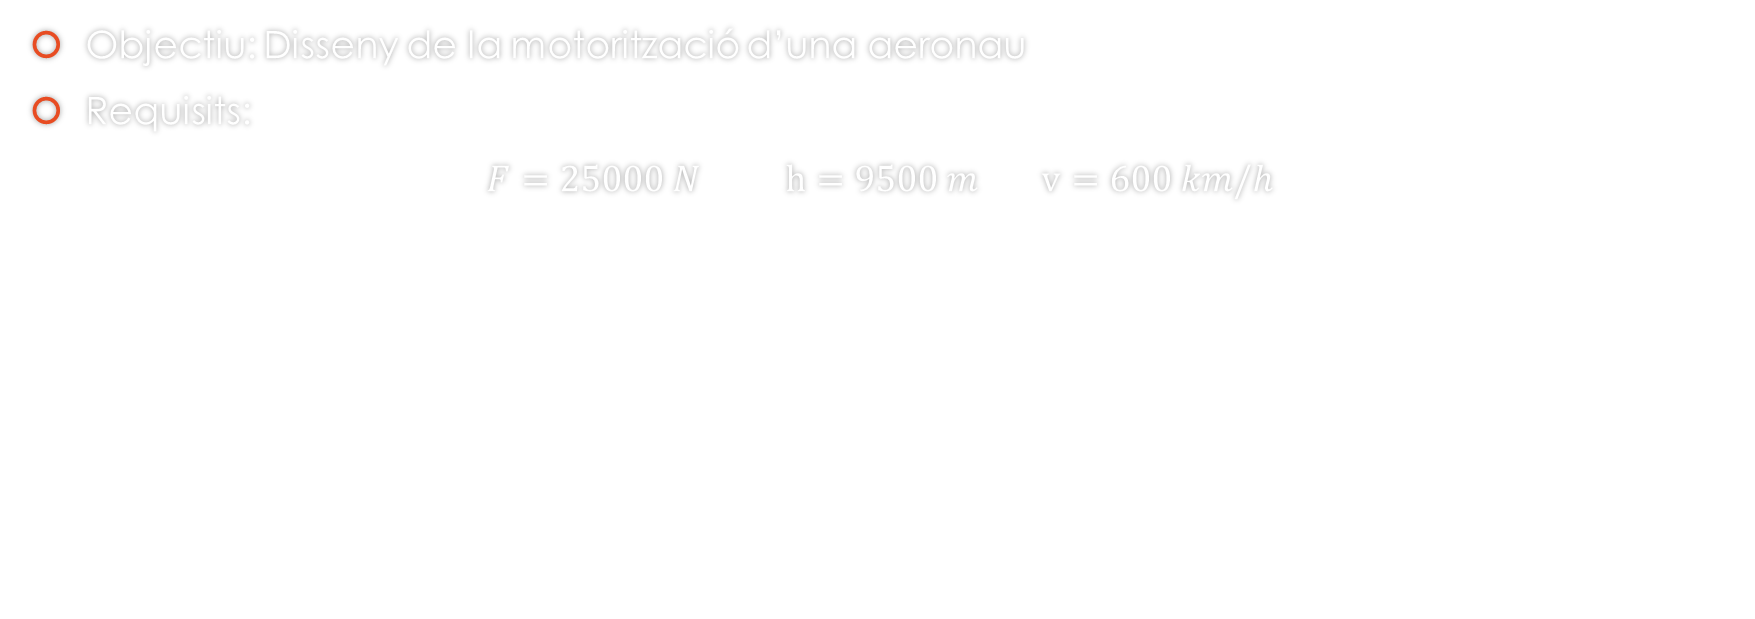 Objectiu: Disseny de la motorització d'una aeronau
Requisits:
F = 25000 N h = 9500 m v = 600 km/h